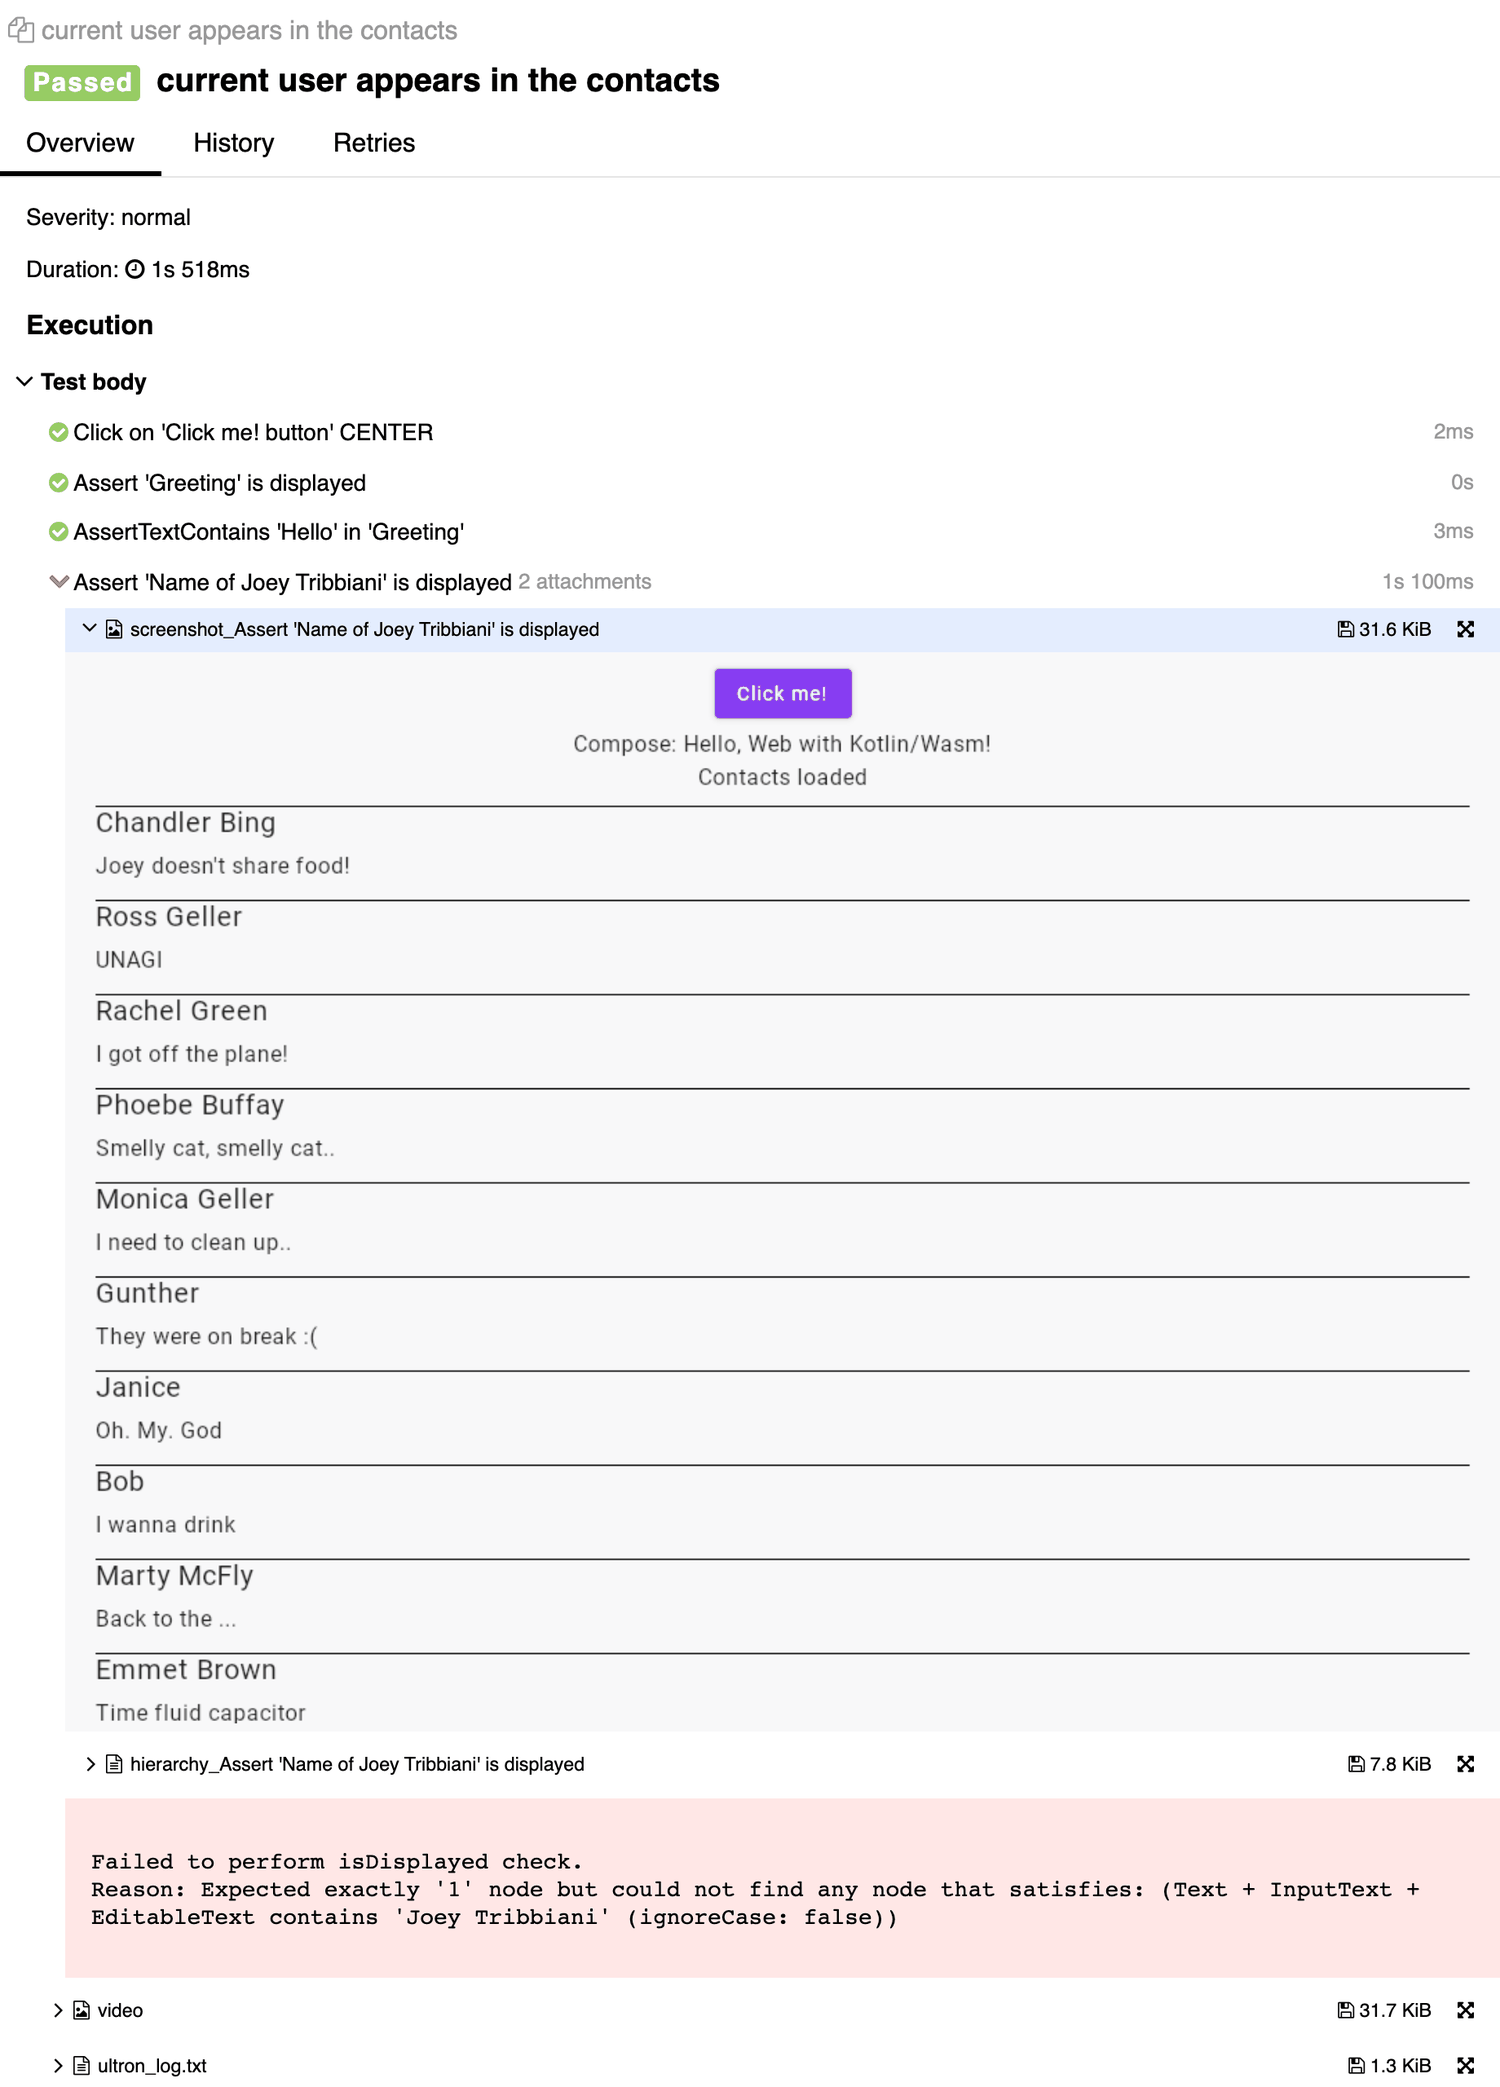 current user appears in the contacts
Passed current user appears in the contacts
Overview History Retries
Severity: normal
Duration: 1s 518ms
Execution
Test body
Click on 'Click me! button' CENTER 2ms
Assert 'Greeting' is displayed 0s
AssertTextContains 'Hello' in 'Greeting' 3ms
Assert 'Name of Joey Tribbiani' is displayed 2 attachments 1s 100ms
screenshot_Assert 'Name of Joey Tribbiani' is displayed 31.6 KiB
Click me!
Compose: Hello, Web with Kotlin/Wasm!
Contacts loaded
Chandler Bing
Joey doesn't share food!
Ross Geller
UNAGI
Rachel Green
I got off the plane!
Phoebe Buffay
Smelly cat, smelly cat..
Monica Geller
I need to clean up..
Gunther
They were on break :(
Janice
Oh. My. God
Bob
I wanna drink
Marty McFly
Back to the ...
Emmet Brown
Time fluid capacitor
hierarchy_Assert 'Name of Joey Tribbiani' is displayed 7.8 KiB
Failed to perform isDisplayed check.
Reason: Expected exactly '1' node but could not find any node that satisfies: (Text + InputText +
EditableText contains 'Joey Tribbiani' (ignoreCase: false))
video 31.7 KiB
ultron_log.txt 1.3 KiB